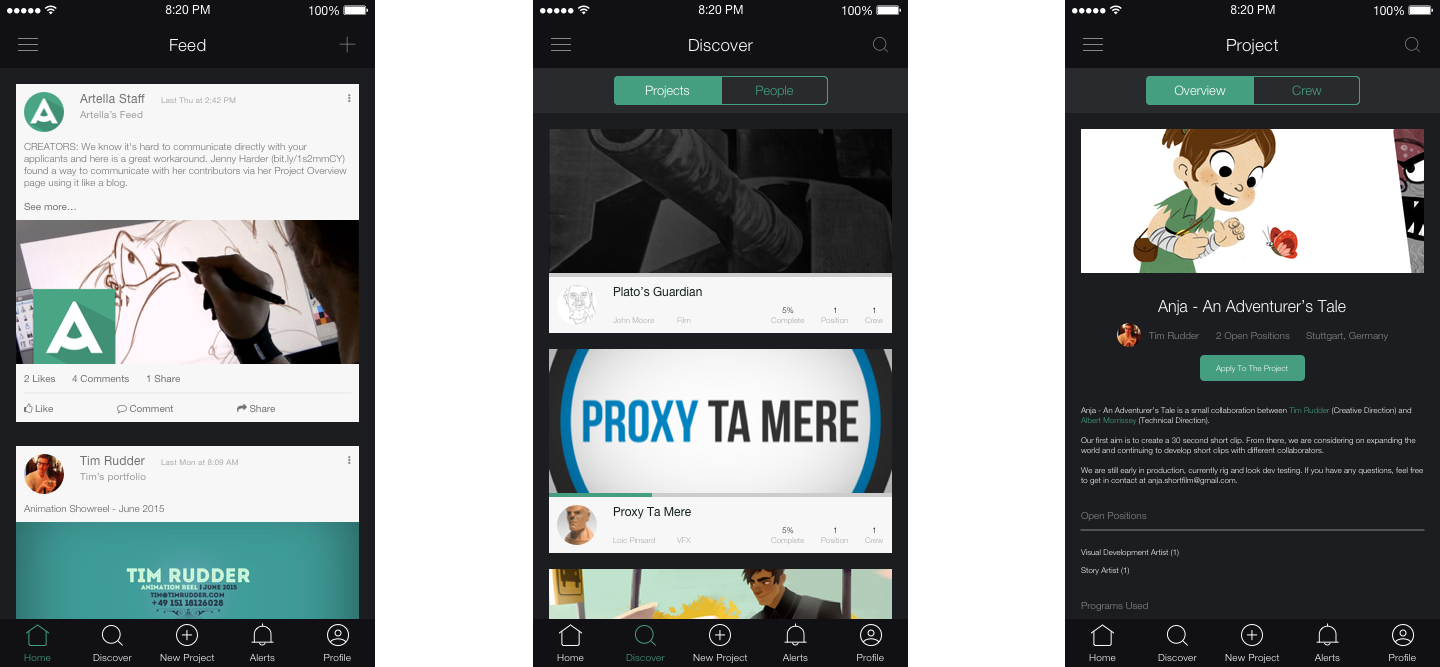 8:20 PM
100%
Feed
Artella Staff
Last Thu at 2:42 PM
Artella's Feed
CREATORS: We know it's hard to communicate directly with your
applicants and here is a great workaround. Jenny Harder (bit.ly/1s2mmCY)
found a way to communicate with her contributors via her Project Overview
page using it like a blog.
See more...
2 Likes 4 Comments 1 Share
Like Comment Share
Tim Rudder
Last Mon at 8:09 AM
Tim's portfolio
Animation Showreel - June 2015
TIM RUDDER
ANIMATION REEL | JUNE 2015
TIM@TIMRUDDER.COM
+49 151 18126028
Home Discover New Project Alerts Profile
8:20 PM
100%
Discover
Projects People
Plato's Guardian
John Moore Film
5% 1 1
Complete Position Crew
PROXY TA MERE
Proxy Ta Mere
Loic Pinsard VFX
5% 1 1
Complete Position Crew
Home Discover New Project Alerts Profile
8:20 PM
100%
Project
Overview Crew
Anja - An Adventurer's Tale
Tim Rudder 2 Open Positions Stuttgart, Germany
Apply To The Project
Anja - An Adventurer's Tale is a small collaboration between Tim Rudder (Creative Direction) and
Albert Morrissey (Technical Direction).
Our first aim is to create a 30 second short clip. From there, we are considering on expanding the
world and continuing to develop short clips with different collaborators.
We are still early in production, currently rig and look dev testing. If you have any questions, feel free
to get in contact at anja.shortfilm@gmail.com.
Open Positions
Visual Development Artist (1)
Story Artist (1)
Programs Used
Home Discover New Project Alerts Profile